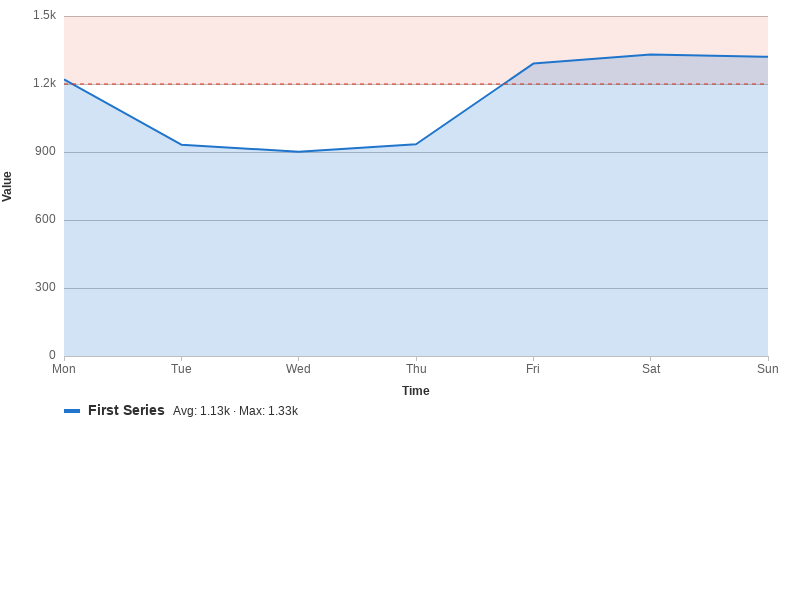 1.5k
1.2k
900
600
300
0
Value
Mon Tue Wed Thu Fri Sat Sun
Time
First Series Avg: 1.13k · Max: 1.33k